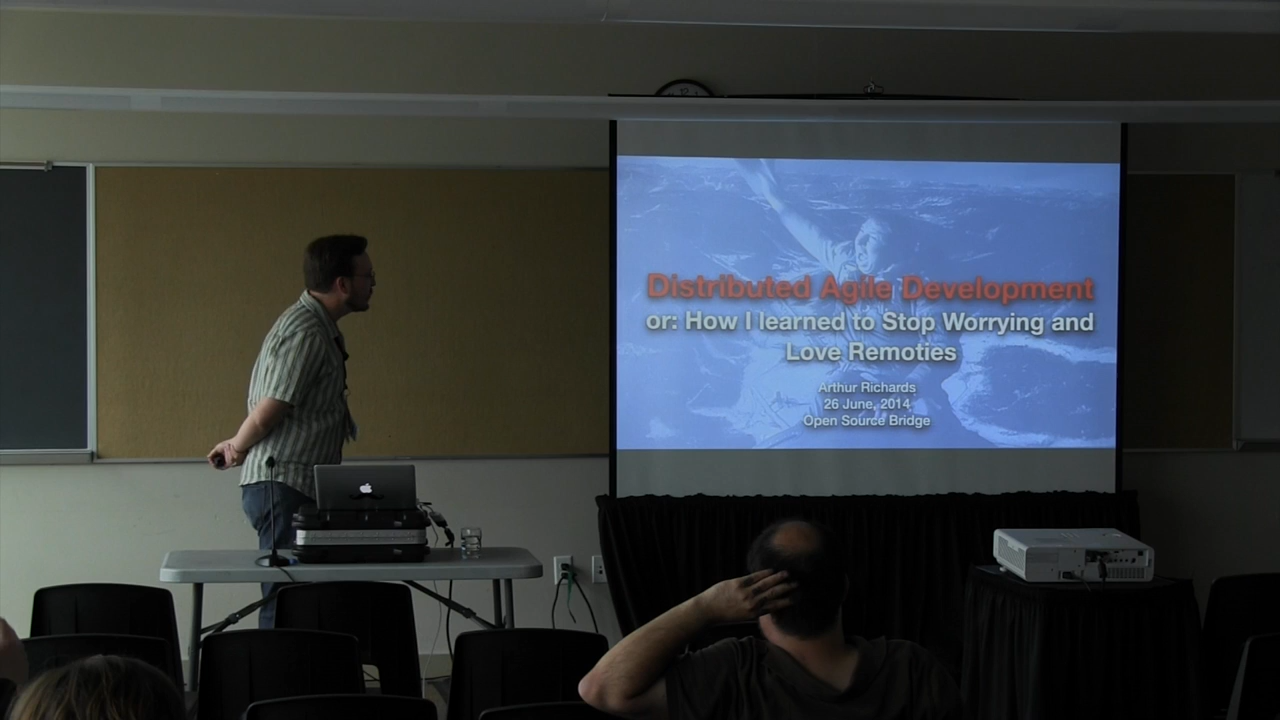 12
Distributed Agile Development
or: How I learned to Stop Worrying and
Love Remoties
Arthur Richards
26 June, 2014
Open Source Bridge